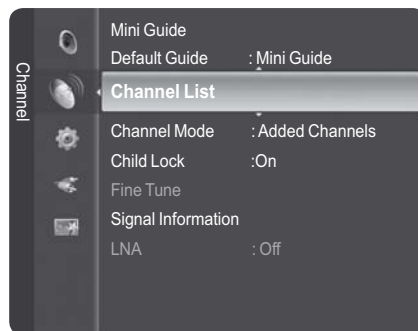 Channel
Mini Guide
Default Guide : Mini Guide
Channel List
Channel Mode : Added Channels
Child Lock :On
Fine Tune
Signal Information
LNA : Off